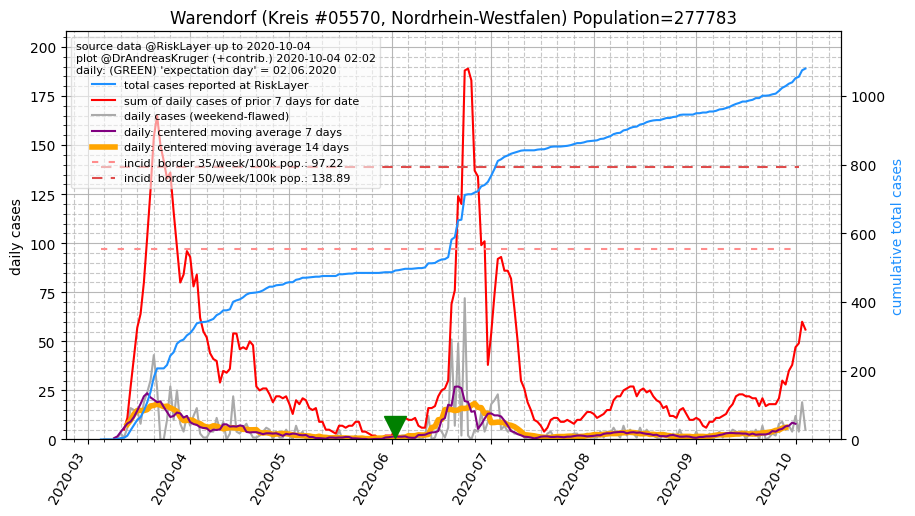 Warendorf (Kreis #05570, Nordrhein-Westfalen) Population=277783
source data @RiskLayer up to 2020-10-04
plot @DrAndreasKruger (+contrib.) 2020-10-04 02:02
daily: (GREEN) 'expectation day' = 02.06.2020
total cases reported at RiskLayer
sum of daily cases of prior 7 days for date
daily cases (weekend-flawed)
daily: centered moving average 7 days
daily: centered moving average 14 days
incid. border 35/week/100k pop.: 97.22
incid. border 50/week/100k pop.: 138.89
daily cases
200
175
150
125
100
75
50
25
0
cumulative total cases
1000
800
600
400
200
0
2020-03
2020-04
2020-05
2020-06
2020-07
2020-08
2020-09
2020-10